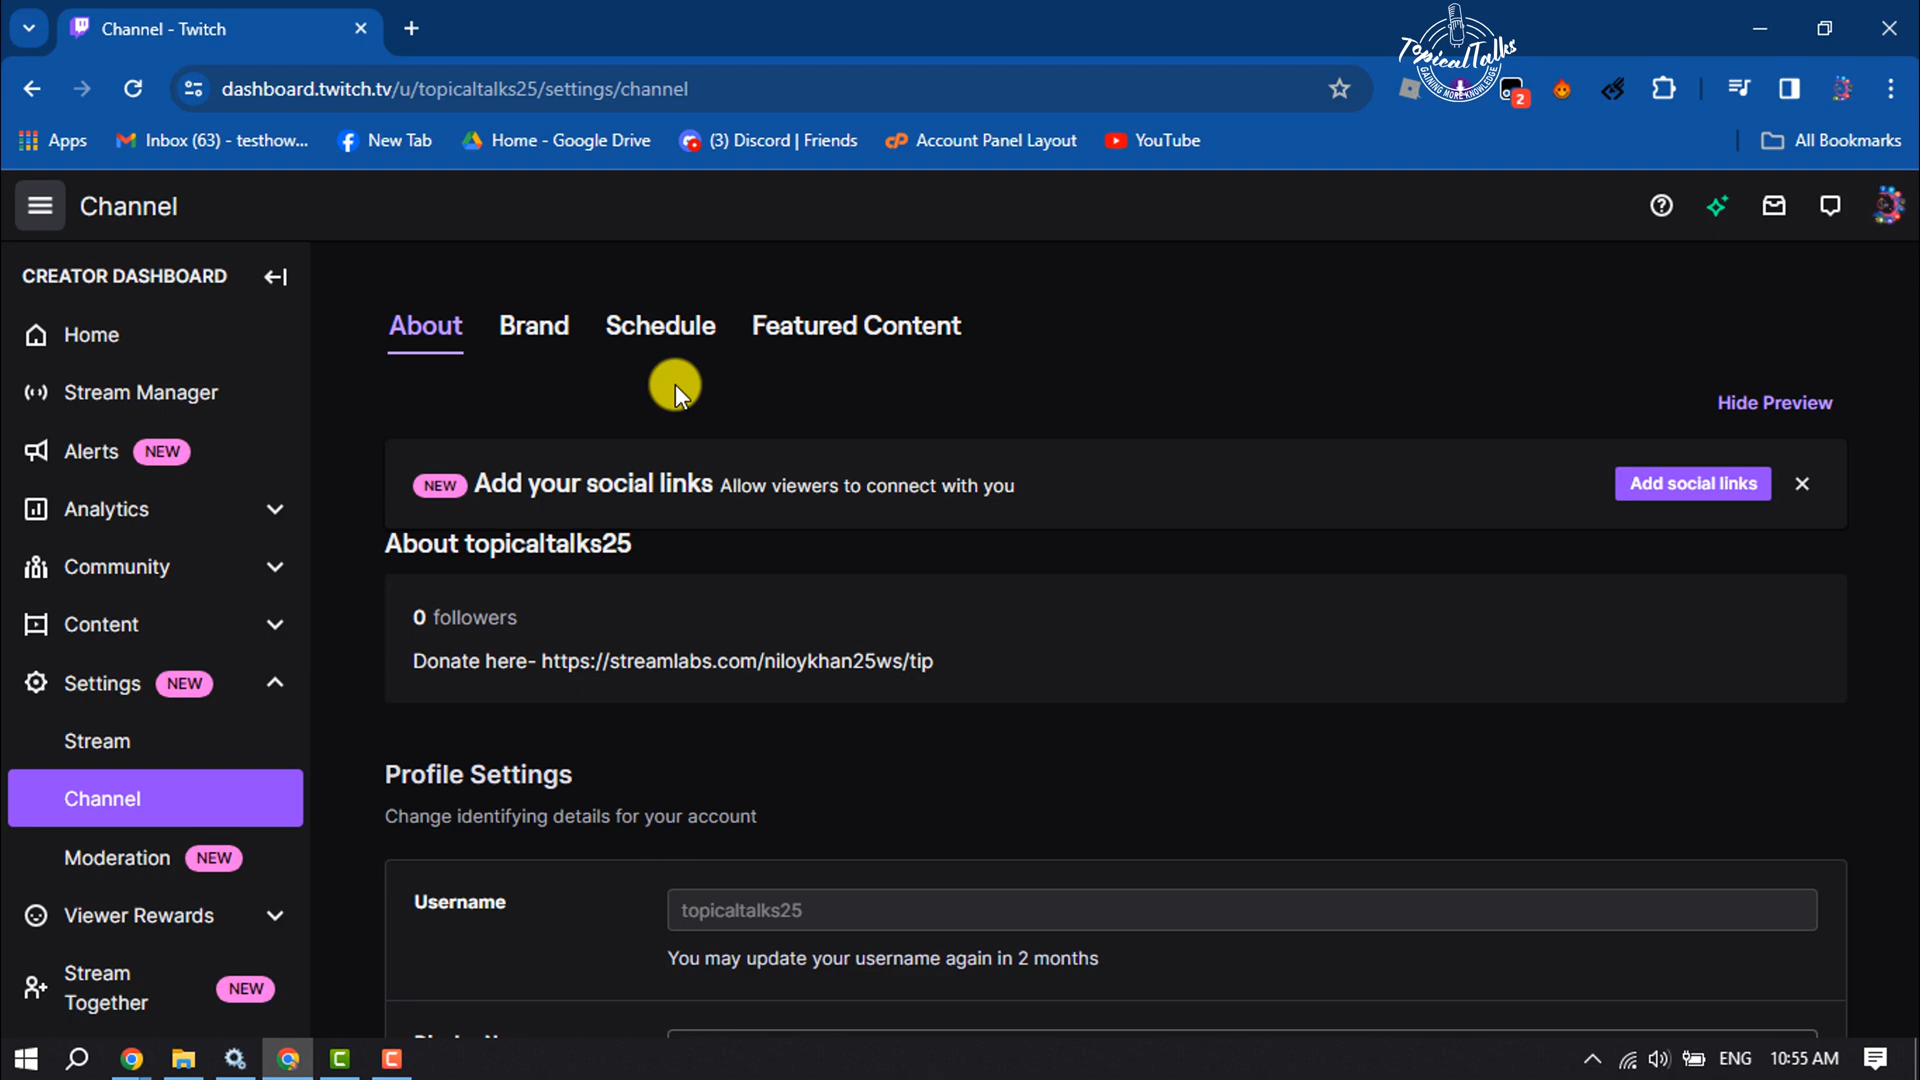 Channel - Twitch
TopicalTalks
GAINING MORE KNOWLEDGE
dashboard.twitch.tv/u/topicaltalks25/settings/channel
2
Apps
Inbox (63) - testhow...
New Tab
Home - Google Drive
(3) Discord | Friends
Account Panel Layout
YouTube
All Bookmarks
Channel
CREATOR DASHBOARD
Home
Stream Manager
Alerts NEW
Analytics
Community
Content
Settings NEW
Stream
Channel
Moderation NEW
Viewer Rewards
Stream
Together
NEW
About Brand Schedule Featured Content
Hide Preview
NEW Add your social links Allow viewers to connect with you
Add social links
About topicaltalks25
0 followers
Donate here- https://streamlabs.com/niloykhan25ws/tip
Profile Settings
Change identifying details for your account
Username
topicaltalks25
You may update your username again in 2 months
ENG
10:55 AM